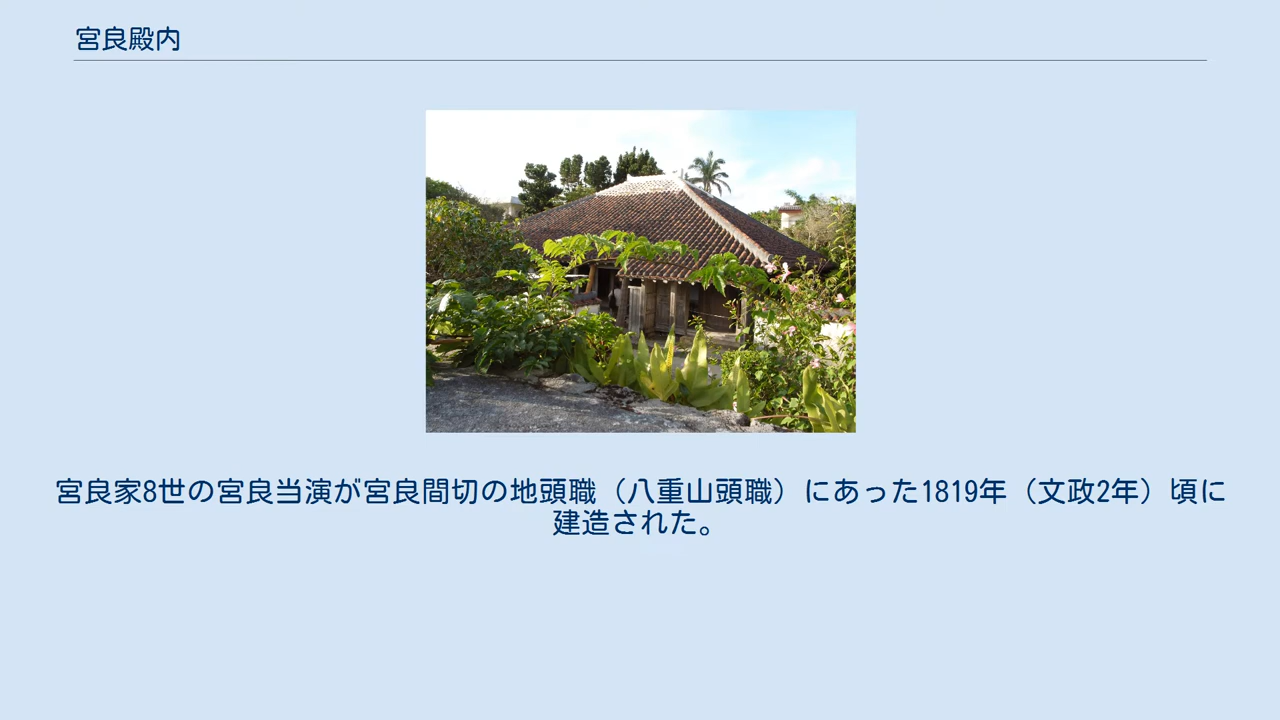 宮良殿内
宮良家8世の宮良当演が宮良間切の地頭職（八重山頭職）にあった1819年（文政2年）頃に
建造された。